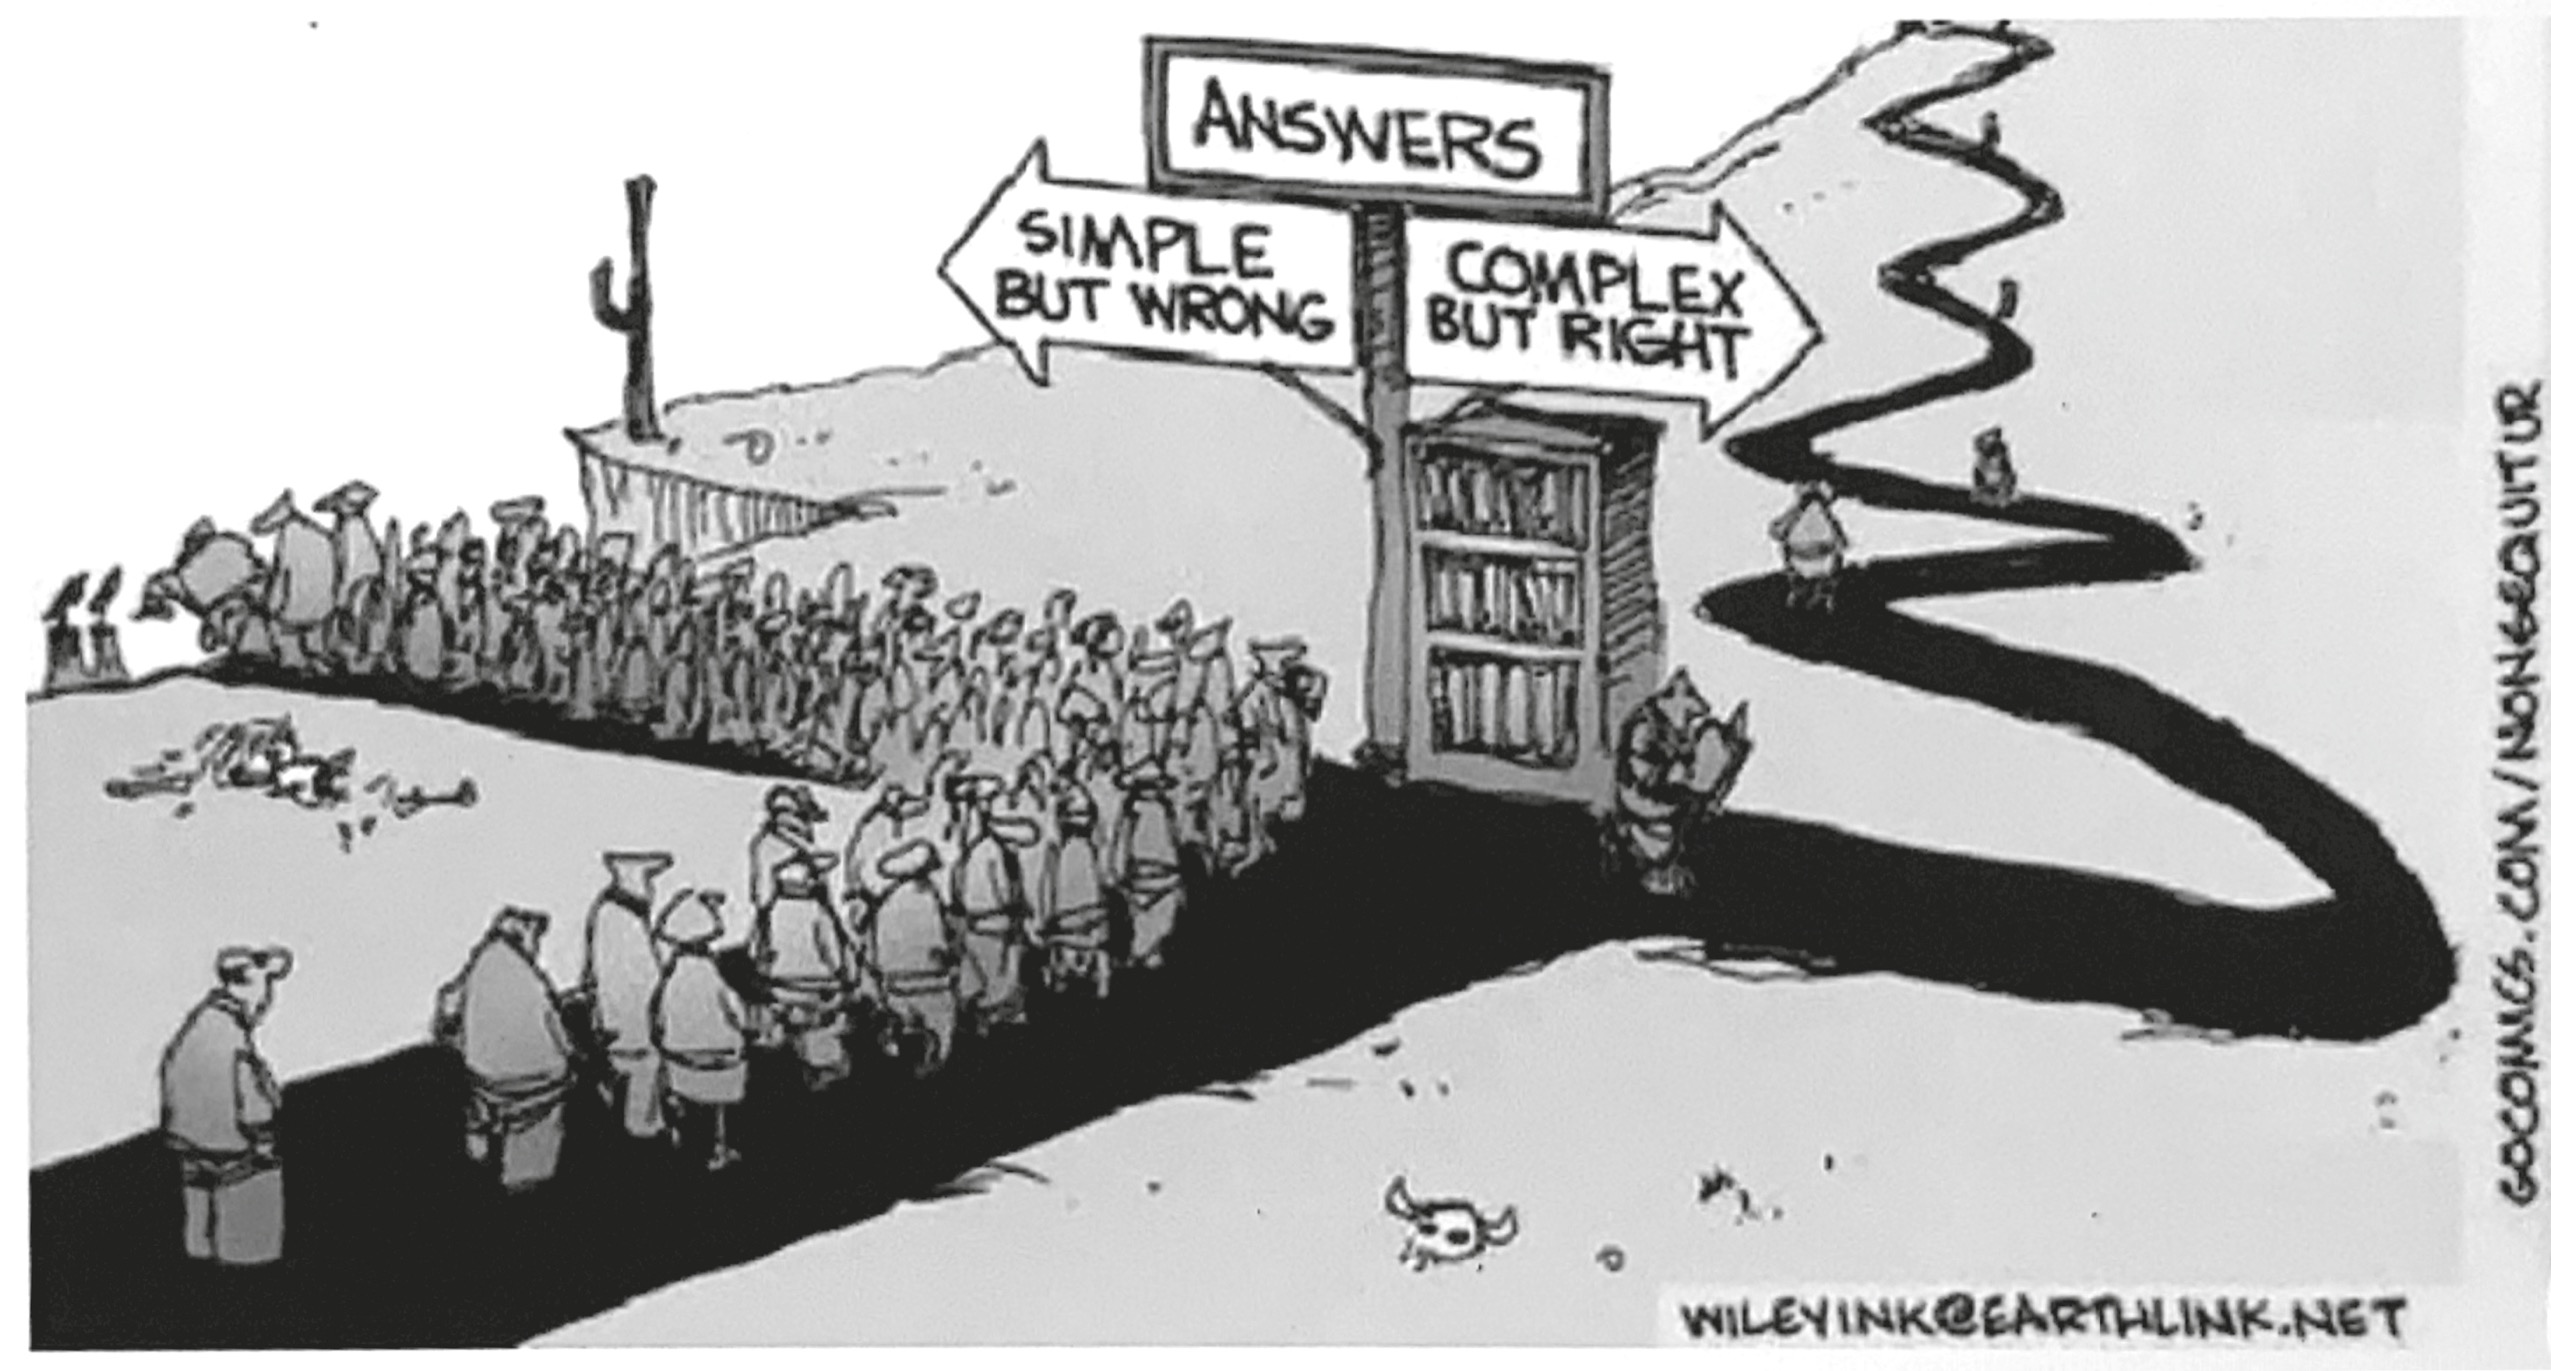 ANSWERS
SIMPLE
BUT WRONG
COMPLEX
BUT RIGHT
GOCOMICS.COM/NONSEQUITUR
WILEYINK@EARTHLINK.NET